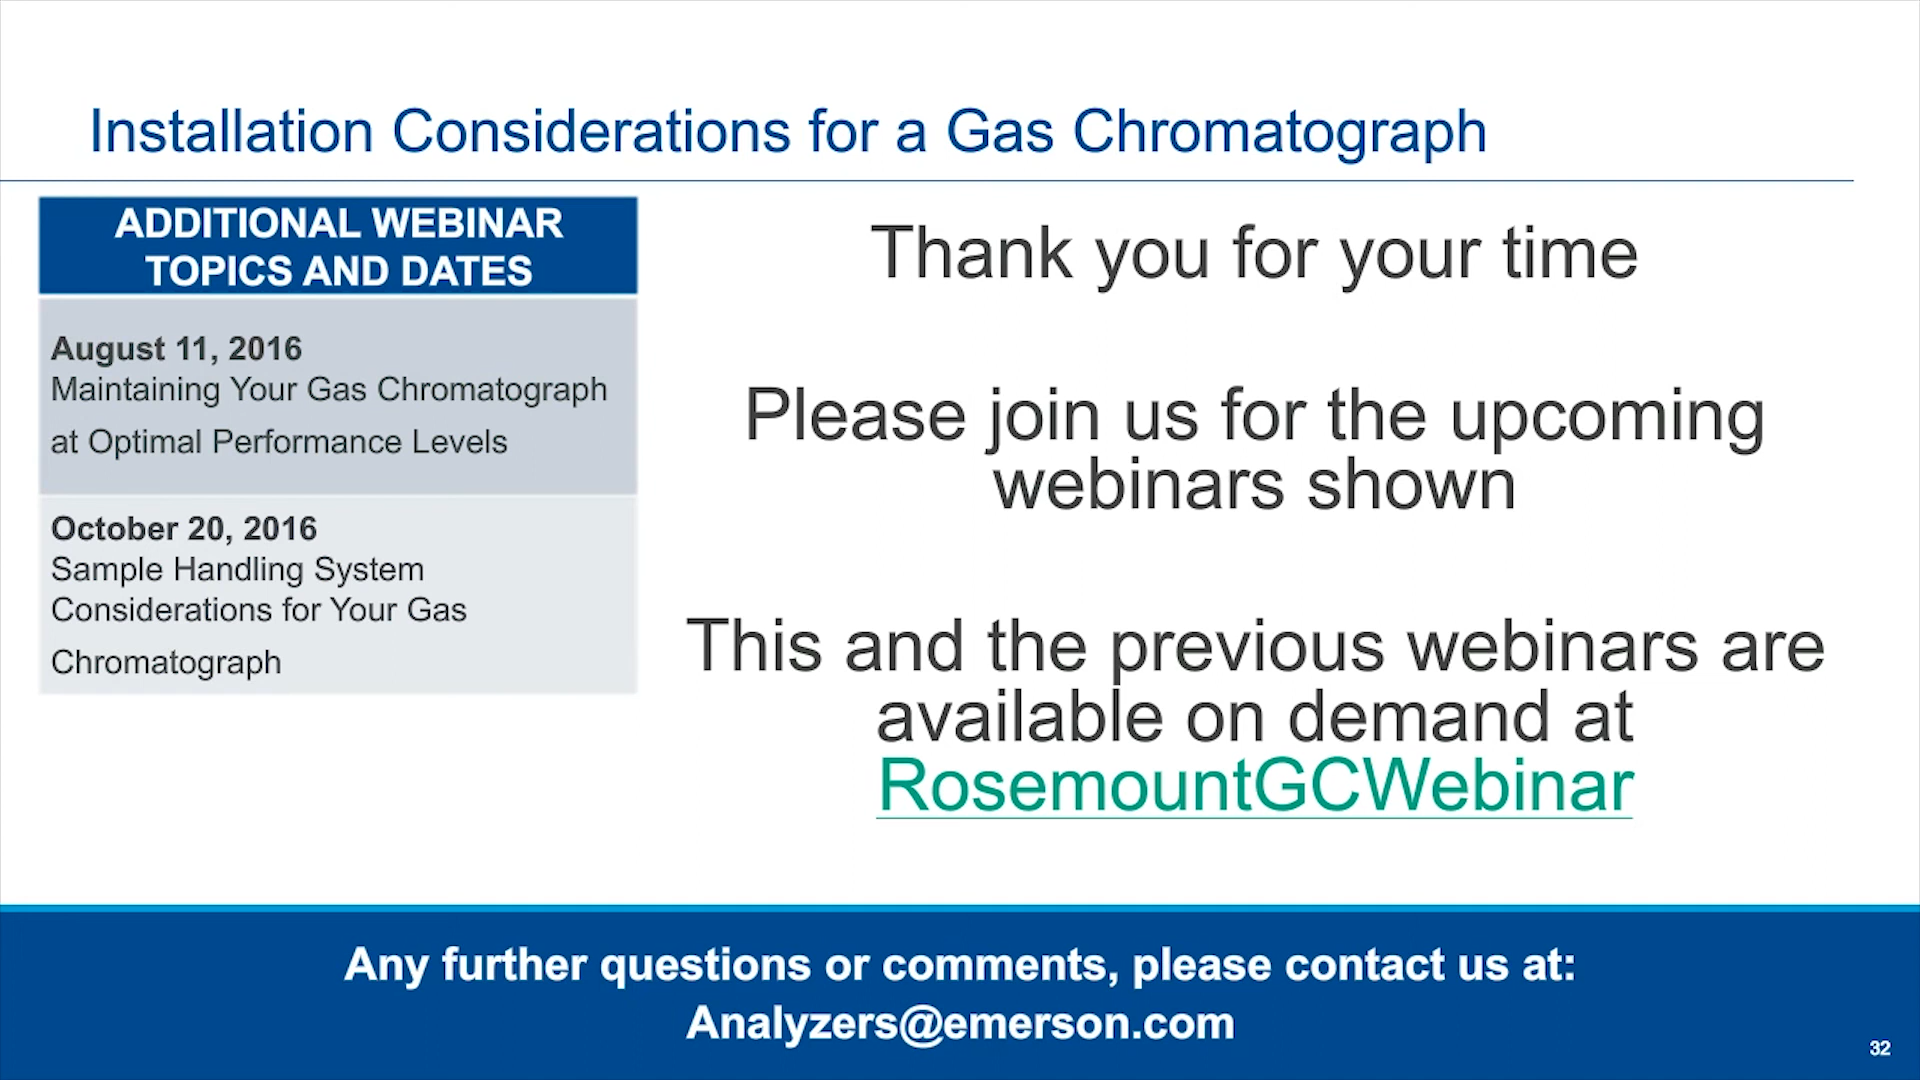 Installation Considerations for a Gas Chromatograph
ADDITIONAL WEBINAR
TOPICS AND DATES
August 11, 2016
Maintaining Your Gas Chromatograph
at Optimal Performance Levels
October 20, 2016
Sample Handling System
Considerations for Your Gas
Chromatograph
Thank you for your time
Please join us for the upcoming
webinars shown
This and the previous webinars are
available on demand at
RosemountGCWebinar
Any further questions or comments, please contact us at:
Analyzers@emerson.com
32